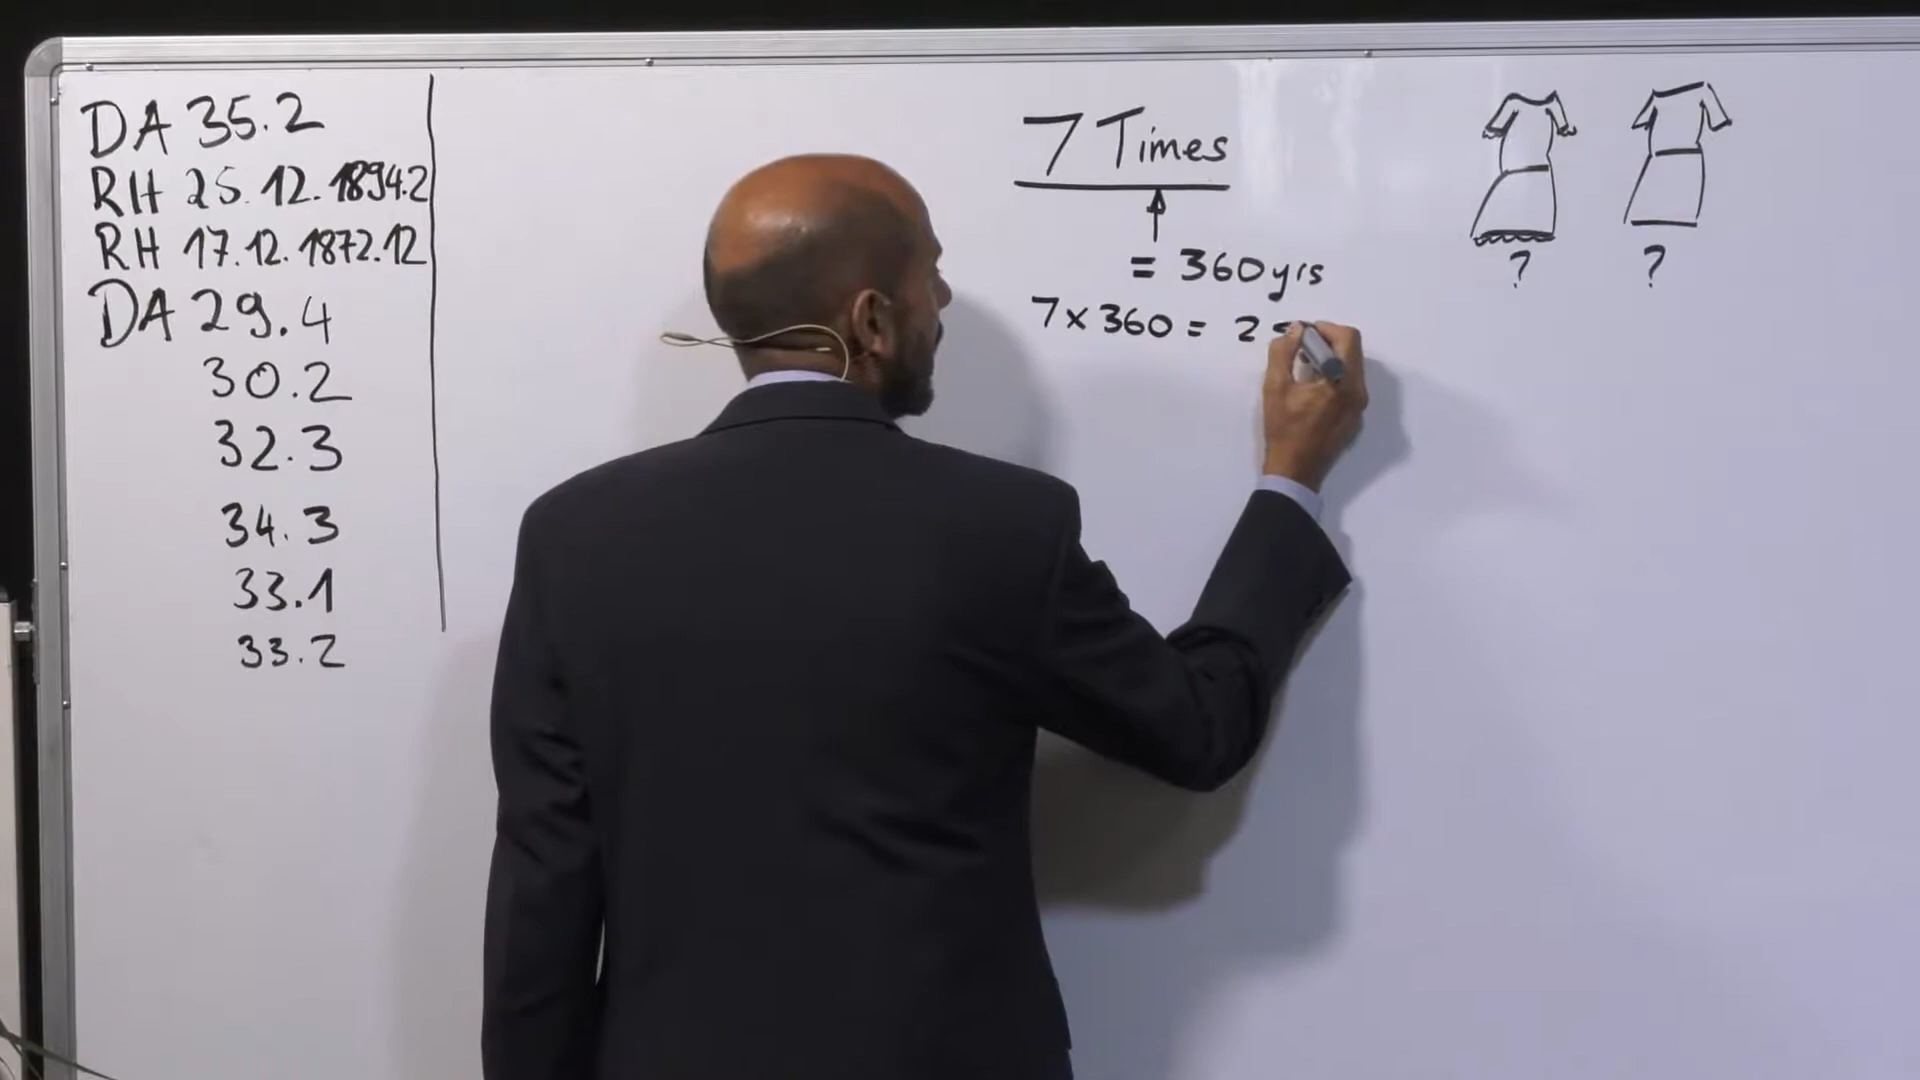 DA 35.2
RH 25.12.1894.2
RH 17.12.1872.12
DA 29.4
30.2
32.3
34.3
33.1
33.2
7 Times
= 360 yrs
7 x 360 = 2
? ?